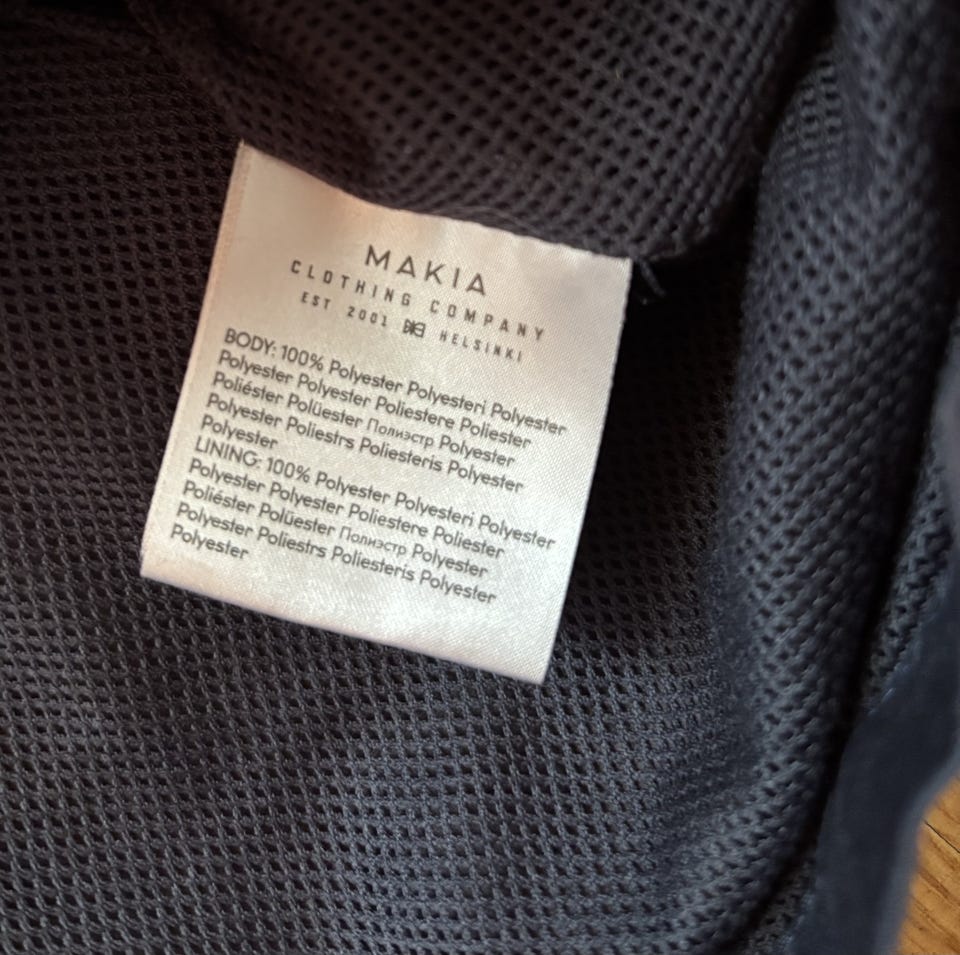 MAKIA
CLOTHING COMPANY
EST 2001 HELSINKI
BODY: 100% Polyester Polyesteri Polyester
Polyester Polyester Poliestere Poliester
Poliéster Polüester Полиэстр Polyester
Polyester Poliestrs Poliesteris Polyester
Polyester
LINING: 100% Polyester Polyesteri Polyester
Polyester Polyester Poliestere Poliester
Poliéster Polüester Полиэстр Polyester
Polyester Poliestrs Poliesteris Polyester
Polyester